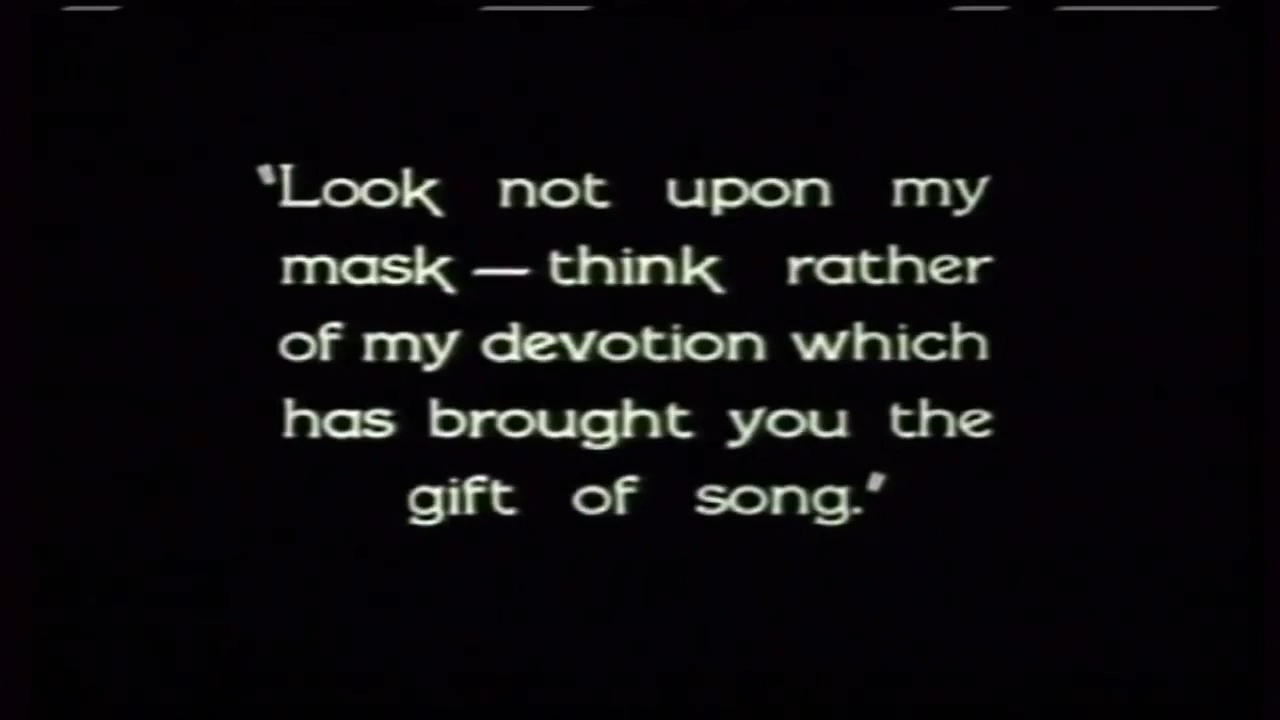 'Look not upon my
mask — think rather
of my devotion which
has brought you the
gift of song.'